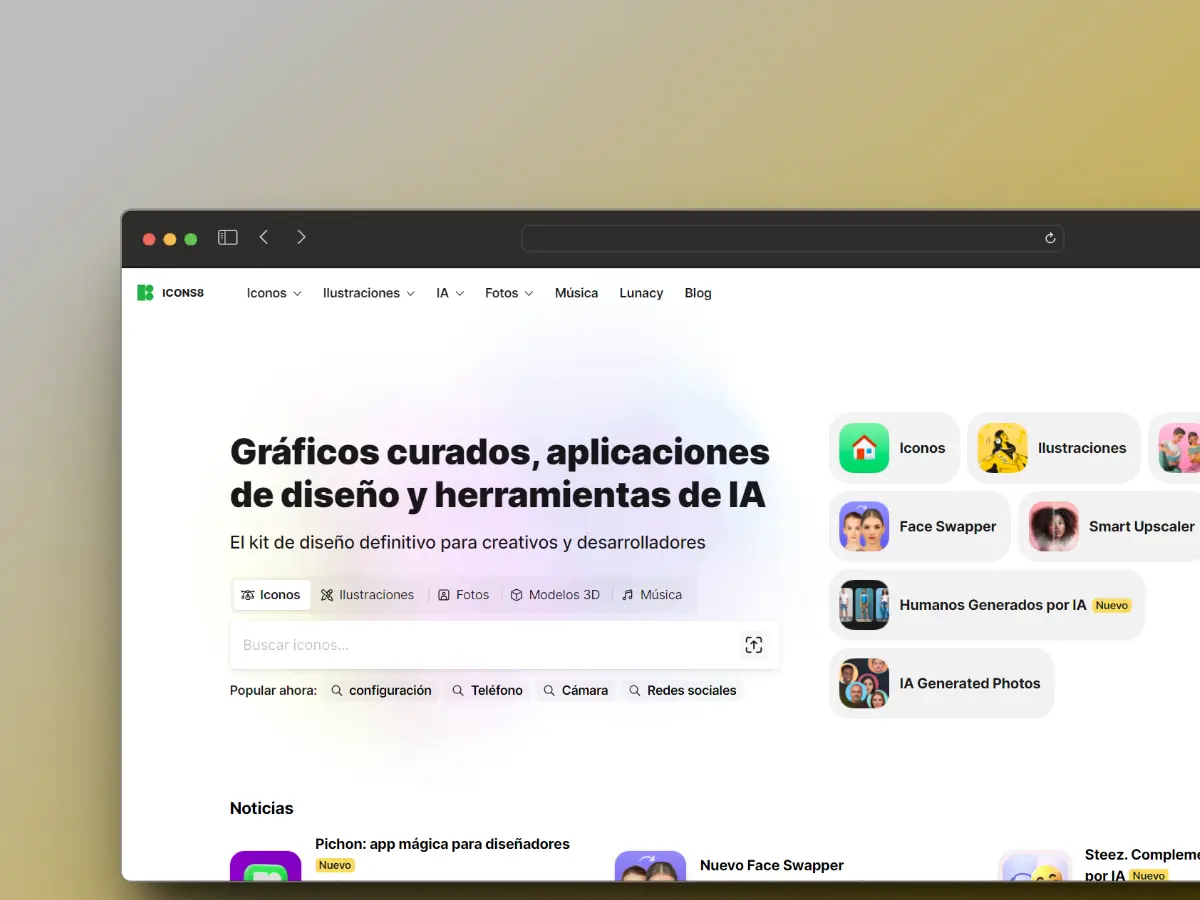 ICONS8
Iconos
Ilustraciones
IA
Fotos
Música
Lunacy
Blog
Gráficos curados, aplicaciones
de diseño y herramientas de IA
El kit de diseño definitivo para creativos y desarrolladores
Iconos
Ilustraciones
Fotos
Modelos 3D
Música
Buscar iconos...
Popular ahora:
configuración
Teléfono
Cámara
Redes sociales
Iconos
Ilustraciones
Face Swapper
Smart Upscaler
Humanos Generados por IA Nuevo
IA Generated Photos
Noticias
Pichon: app mágica para diseñadores
Nuevo
Nuevo Face Swapper
Steez. Compleme
por IA Nuevo